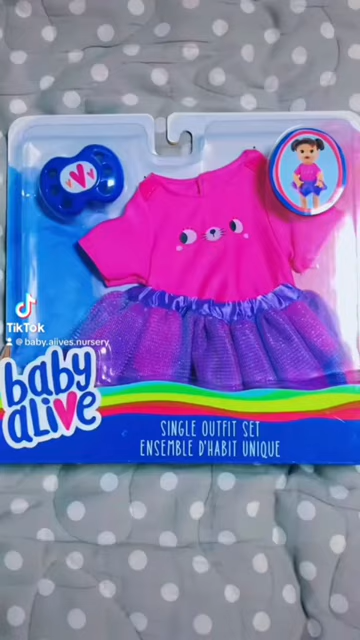 TikTok
@baby.alives.nursery
baby
alive
SINGLE OUTFIT SET
ENSEMBLE D'HABIT UNIQUE